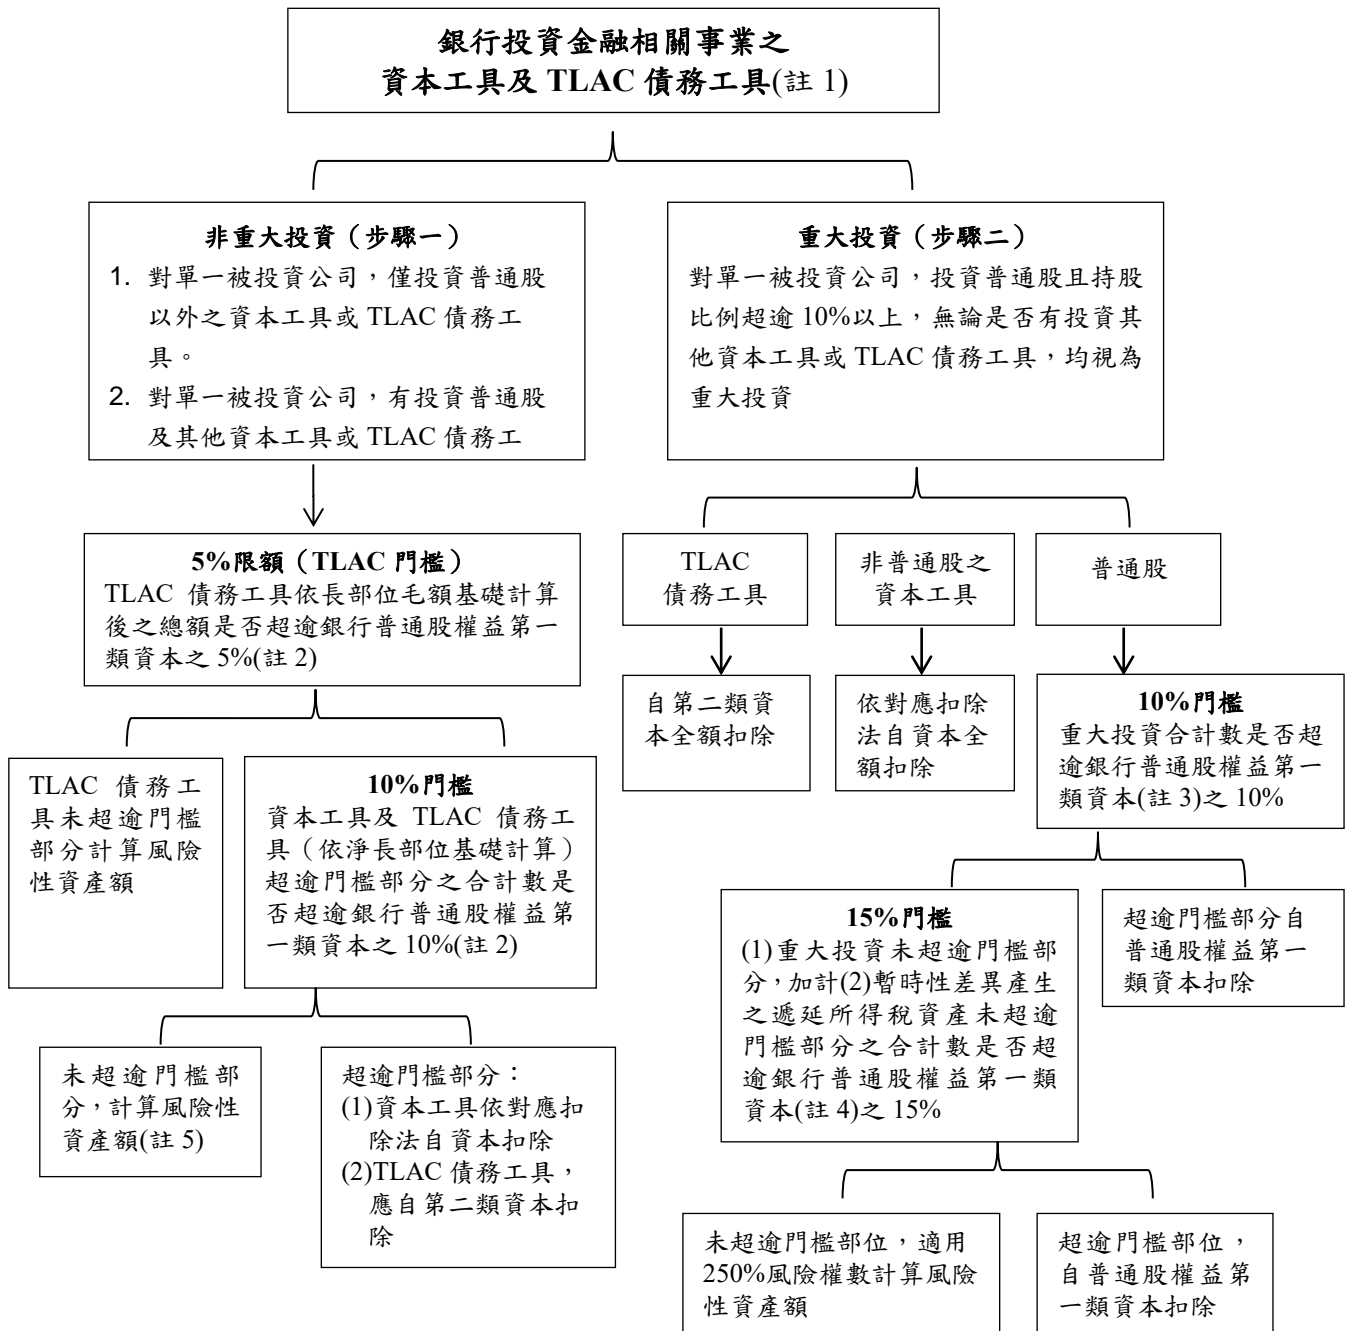 銀行投資金融相關事業之
資本工具及 TLAC 債務工具(註 1)
非重大投資（步驟一）
1. 對單一被投資公司，僅投資普通股
以外之資本工具或 TLAC 債務工
具。
2. 對單一被投資公司，有投資普通股
及其他資本工具或 TLAC 債務工
重大投資（步驟二）
對單一被投資公司，投資普通股且持股
比例超逾 10%以上，無論是否有投資其
他資本工具或 TLAC 債務工具，均視為
重大投資
5%限額（TLAC 門檻）
TLAC 債務工具依長部位毛額基礎計算
後之總額是否超逾銀行普通股權益第一
類資本之 5%(註 2)
TLAC
債務工具
非普通股之
資本工具
普通股
自第二類資
本全額扣除
依對應扣除
法自資本全
額扣除
10%門檻
重大投資合計數是否超
逾銀行普通股權益第一
類資本(註 3)之 10%
TLAC 債務工
具未超逾門檻
部分計算風險
性資產額
10%門檻
資本工具及 TLAC 債務工
具（依淨長部位基礎計算）
超逾門檻部分之合計數是
否超逾銀行普通股權益第
一類資本之 10%(註 2)
15%門檻
(1)重大投資未超逾門檻部
分，加計(2)暫時性差異產生
之遞延所得稅資產未超逾
門檻部分之合計數是否超
逾銀行普通股權益第一類
資本(註 4)之 15%
超逾門檻部分自
普通股權益第一
類資本扣除
未超逾門檻部
分，計算風險性
資產額(註 5)
超逾門檻部分：
(1)資本工具依對應扣
除法自資本扣除
(2)TLAC 債務工具，
應自第二類資本扣
除
未超逾門檻部位，適用
250%風險權數計算風險
性資產額
超逾門檻部位，
自普通股權益第
一類資本扣除